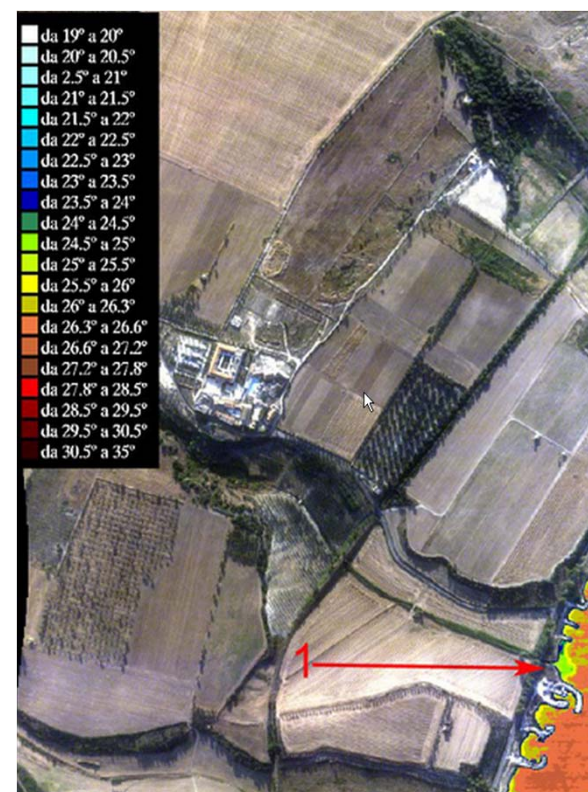 da 19° a 20°
da 20° a 20.5°
da 2.5° a 21°
da 21° a 21.5°
da 21.5° a 22°
da 22° a 22.5°
da 22.5° a 23°
da 23° a 23.5°
da 23.5° a 24°
da 24° a 24.5°
da 24.5° a 25°
da 25° a 25.5°
da 25.5° a 26°
da 26° a 26.3°
da 26.3° a 26.6°
da 26.6° a 27.2°
da 27.2° a 27.8°
da 27.8° a 28.5°
da 28.5° a 29.5°
da 29.5° a 30.5°
da 30.5° a 35°
1